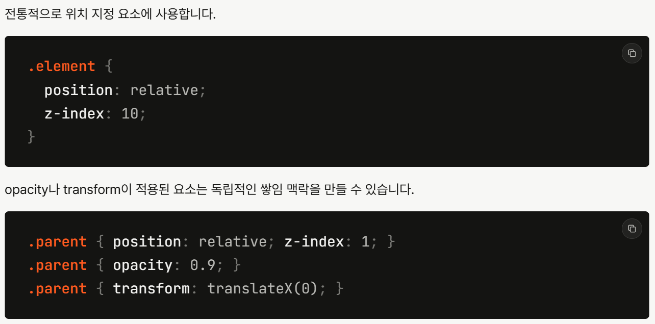 전통적으로 위치 지정 요소에 사용합니다.
.element {
  position: relative;
  z-index: 10;
}
opacity나 transform이 적용된 요소는 독립적인 쌓임 맥락을 만들 수 있습니다.
.parent { position: relative; z-index: 1; }
.parent { opacity: 0.9; }
.parent { transform: translateX(0); }